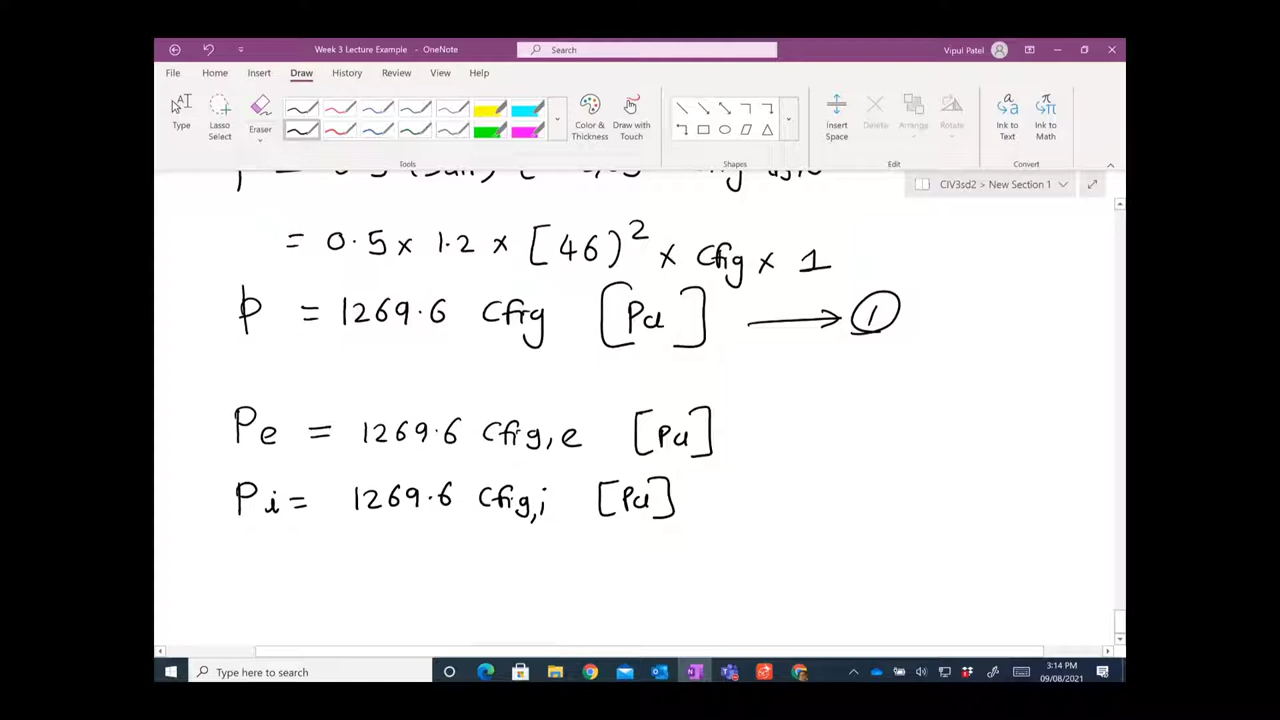 Week 3 Lecture Example - OneNote
Search
Vipul Patel
File Home Insert Draw History Review View Help
Type
Lasso Select
Eraser
Color & Thickness
Draw with Touch
Insert Space
Delete
Arrange
Rotate
Ink to Text
Ink to Math
Tools
Shapes
Edit
Convert
CIV3sd2 > New Section 1
= 0.5 x 1.2 x [46)² x Cfig x 1
P = 1269.6 Cfig [Pa] → ①
Pe = 1269.6 Cfig,e [Pa]
Pi = 1269.6 Cfig,i [Pa]
Type here to search
3:14 PM
09/08/2021